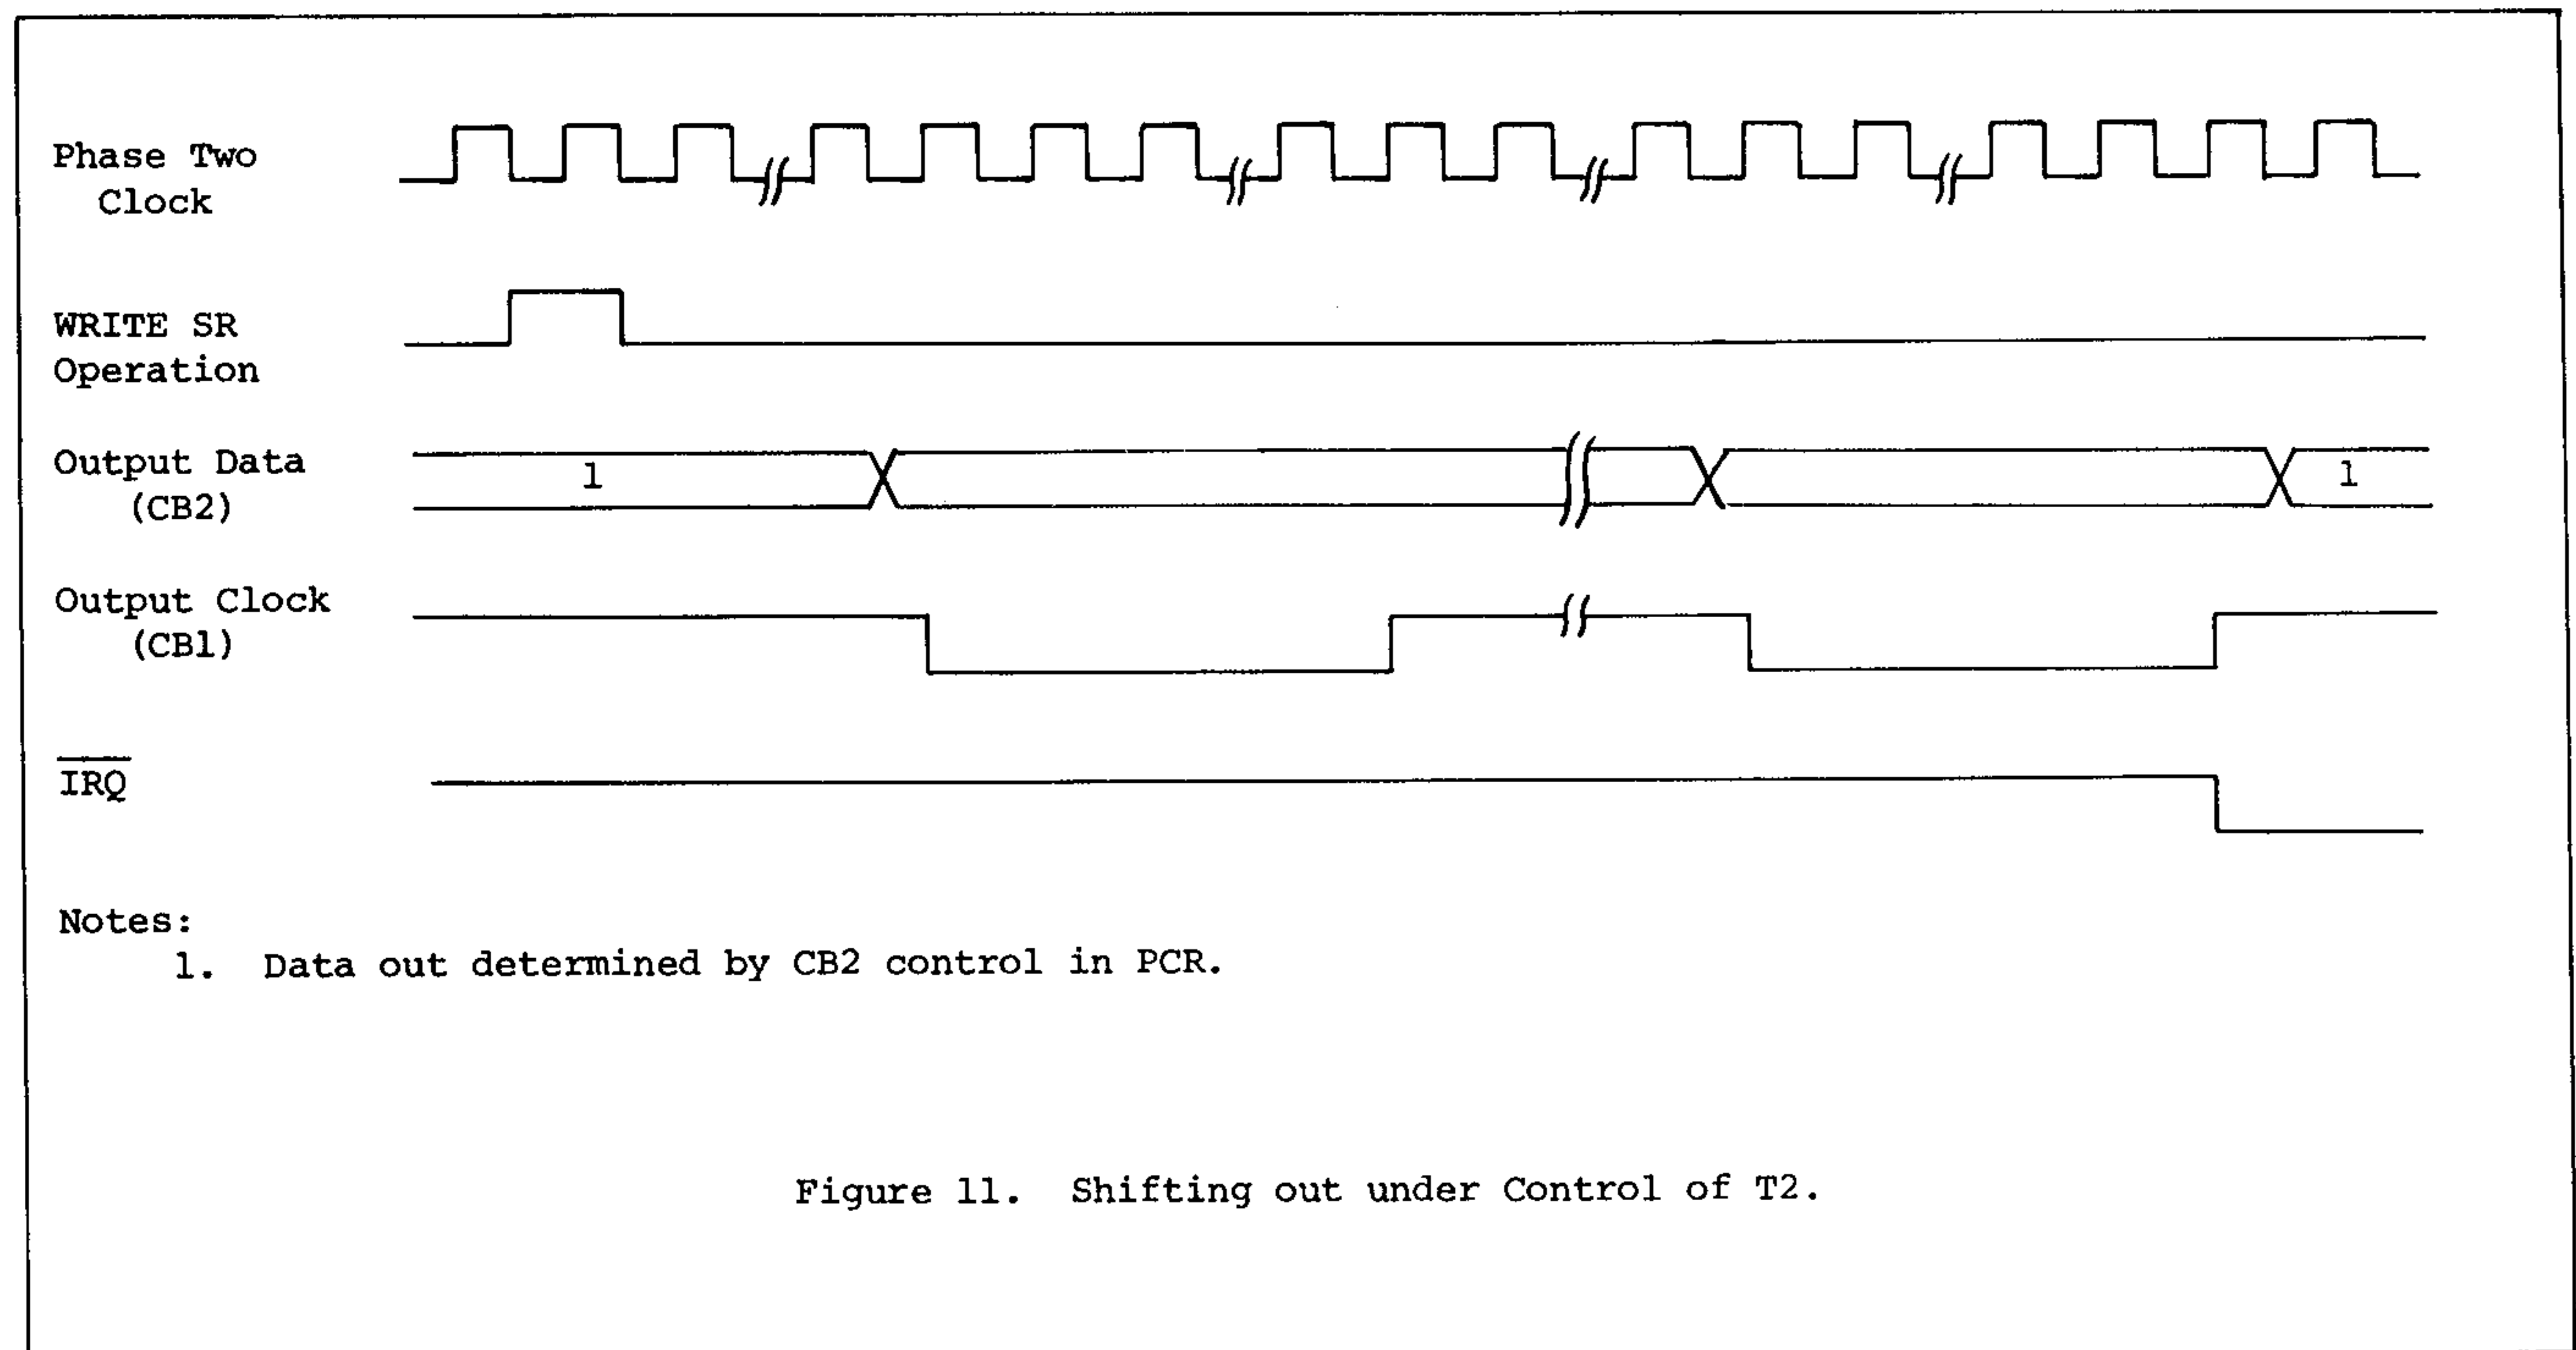 Phase Two
Clock
WRITE SR
Operation
Output Data
(CB2)
1
1
Output Clock
(CB1)
IRQ
Notes:
1. Data out determined by CB2 control in PCR.
Figure 11. Shifting out under Control of T2.